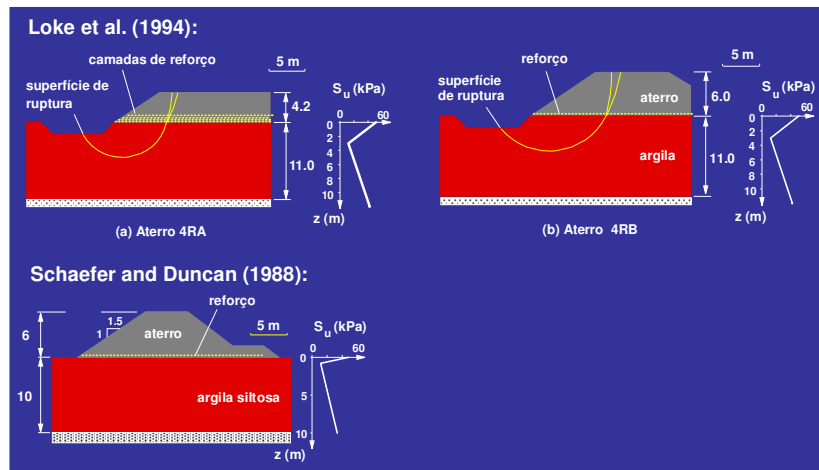 Loke et al. (1994):
camadas de reforço
superfície de
ruptura
5 m
4.2
11.0
S u (kPa)
0
60
0
2
4
6
8
10
z (m)
(a) Aterro 4RA
reforço
superfície
de ruptura
5 m
6.0
aterro
argila
11.0
S u (kPa)
0
60
0
2
4
6
8
10
z (m)
(b) Aterro 4RB
Schaefer and Duncan (1988):
reforço
1.5
1
6
aterro
5 m
10
argila siltosa
S u (kPa)
0
60
0
5
10
z (m)